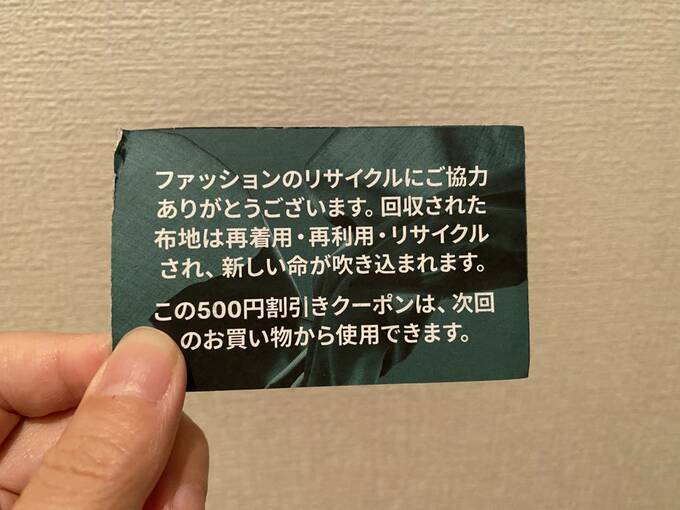 ファッションのリサイクルにご協力
ありがとうございます。回収された
布地は再着用・再利用・リサイクル
され、新しい命が吹き込まれます。
この500円割引きクーポンは、次回
のお買い物から使用できます。